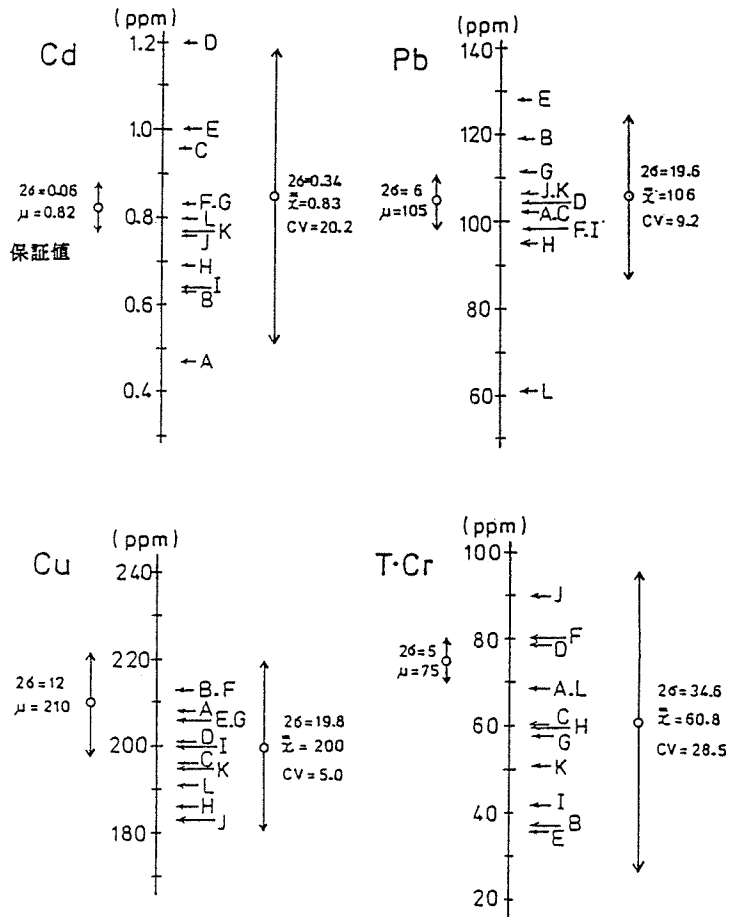 (ppm)
Cd
1.2
1.0
0.8
0.6
0.4
D
E
C
F.G
L
K
J
H
I
B
A
2σ=0.06
μ=0.82
保証値
2σ=0.34
x̿=0.83
CV=20.2
(ppm)
Pb
140
120
100
80
60
E
B
G
J.K
D
A.C
F.I
H
L
2σ=6
μ=105
2σ=19.6
x̿=106
CV=9.2
(ppm)
Cu
240
220
200
180
B.F
A
E.G
D
I
C
K
L
H
J
2σ=12
μ=210
2σ=19.8
x̿=200
CV=5.0
(ppm)
T·Cr
100
80
60
40
20
J
F
D
A.L
C
H
G
K
I
B
E
2σ=5
μ=75
2σ=34.6
x̿=60.8
CV=28.5